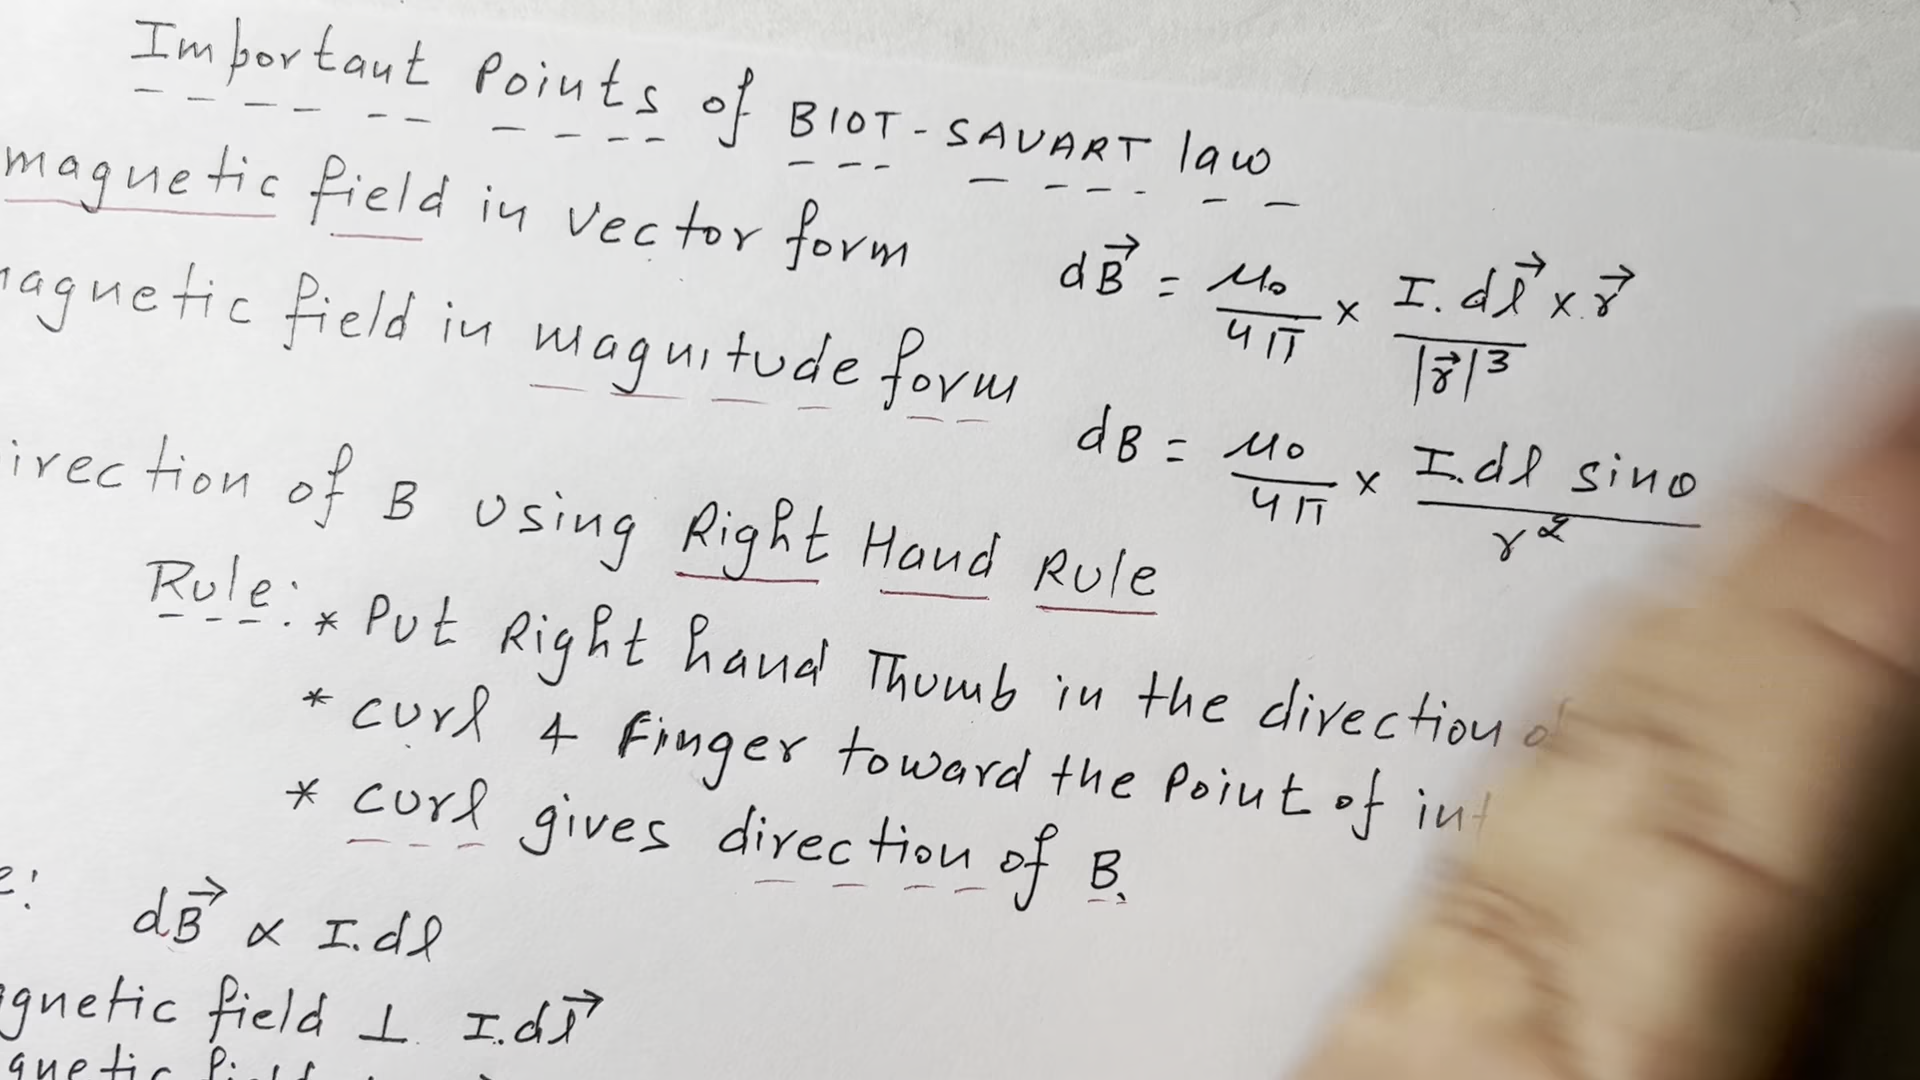 Important Points of BIOT-SAVART law
magnetic field in vector form
dB⃗ = μ₀/4π × I.dl⃗ × r⃗/|r⃗|³
magnetic field in magnitude form
dB = μ₀/4π × I.dl sinθ/r²
irection of B using Right Hand Rule
Rule: * Put Right hand Thumb in the direction
* curl 4 Finger toward the Point of int
* curl gives direction of B.
dB⃗ ∝ I.dl
gnetic field ⊥ I.dl⃗